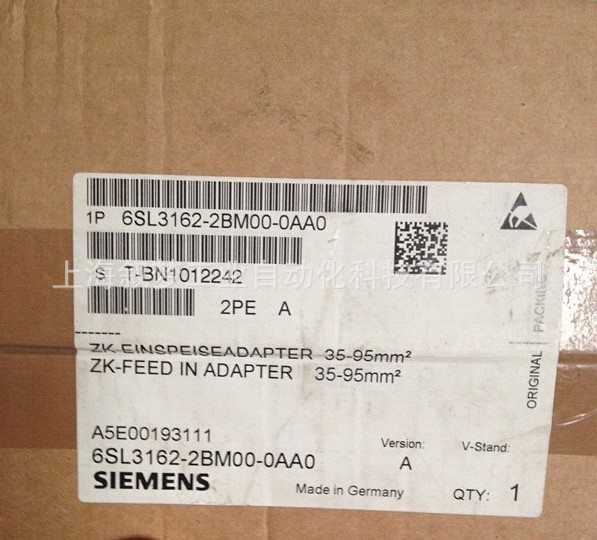 1P 6SL3162-2BM00-0AA0
S T-BN1012242
2PE A
ZK-EINSPEISEADAPTER 35-95mm²
ZK-FEED IN ADAPTER 35-95mm²
A5E00193111
6SL3162-2BM00-0AA0
SIEMENS
Made in Germany
Version:
A
V-Stand:
QTY: 1
ORIGINAL PACKING
上海 自动化科技有限公司